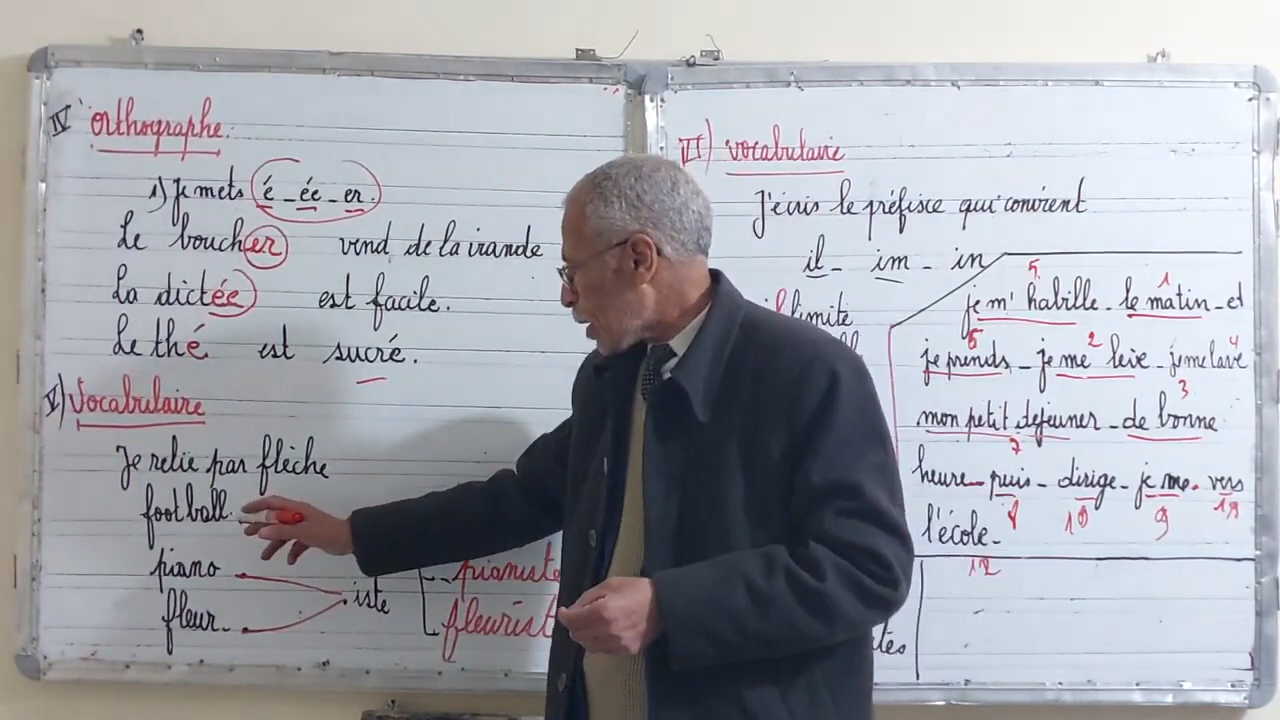 IV Orthographe.
1) Je mets é - ée - er.
Le boucher vend de la viande
La dictée est facile.
Le thé est sucré.
V) Vocabulaire
Je relie par flèche
football.
piano
fleur.
iste
pianiste
fleurist
VI) vocabulaire
J'écris le préfixe qui convient
il - im - in
illimité
5 1
je m'habille - le matin - et
6 2 4
je prends - je me lève - je me lave
3
mon petit dejeuner - de bonne
7
heure - puis - dirige - je me - vers
8 10 9
l'école -
12
tés